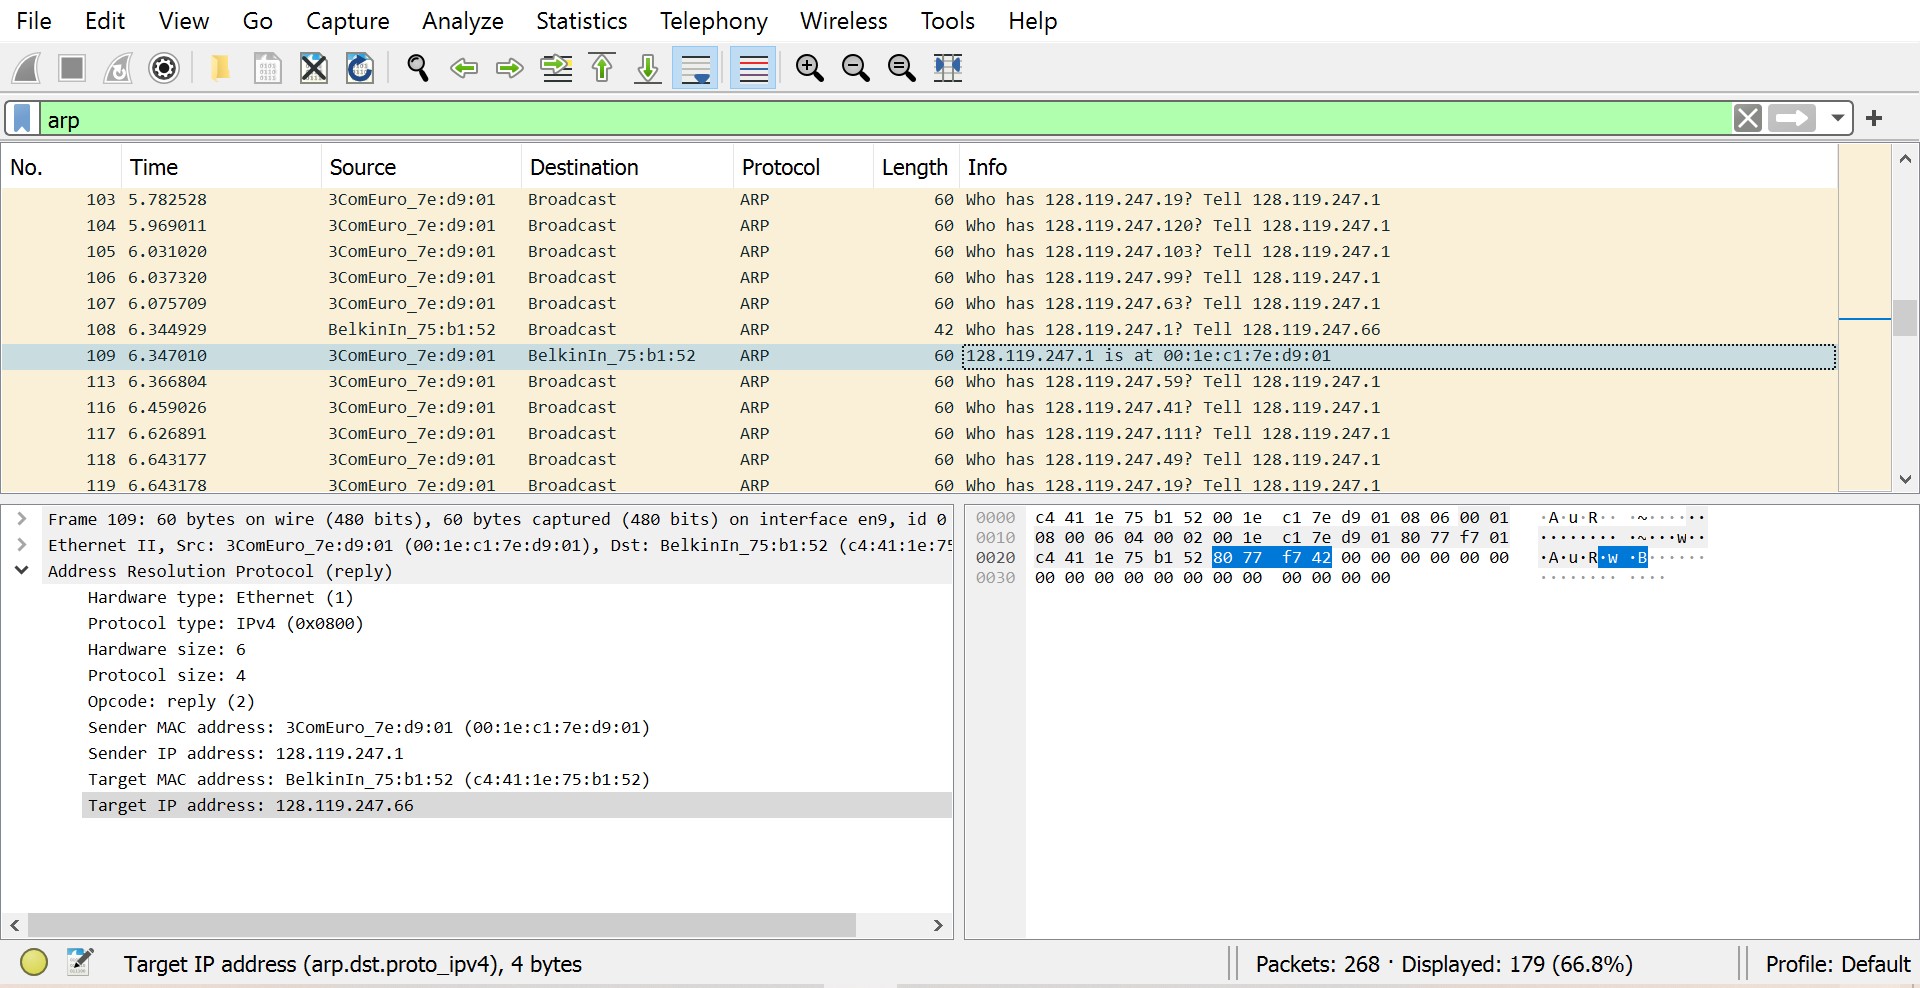 File Edit View Go Capture Analyze Statistics Telephony Wireless Tools Help
arp
No. Time Source Destination Protocol Length Info
103 5.782528 3ComEuro_7e:d9:01 Broadcast ARP 60 Who has 128.119.247.19? Tell 128.119.247.1
104 5.969011 3ComEuro_7e:d9:01 Broadcast ARP 60 Who has 128.119.247.120? Tell 128.119.247.1
105 6.031020 3ComEuro_7e:d9:01 Broadcast ARP 60 Who has 128.119.247.103? Tell 128.119.247.1
106 6.037320 3ComEuro_7e:d9:01 Broadcast ARP 60 Who has 128.119.247.99? Tell 128.119.247.1
107 6.075709 3ComEuro_7e:d9:01 Broadcast ARP 60 Who has 128.119.247.63? Tell 128.119.247.1
108 6.344929 BelkinIn_75:b1:52 Broadcast ARP 42 Who has 128.119.247.1? Tell 128.119.247.66
109 6.347010 3ComEuro_7e:d9:01 BelkinIn_75:b1:52 ARP 60 128.119.247.1 is at 00:1e:c1:7e:d9:01
113 6.366804 3ComEuro_7e:d9:01 Broadcast ARP 60 Who has 128.119.247.59? Tell 128.119.247.1
116 6.459026 3ComEuro_7e:d9:01 Broadcast ARP 60 Who has 128.119.247.41? Tell 128.119.247.1
117 6.626891 3ComEuro_7e:d9:01 Broadcast ARP 60 Who has 128.119.247.111? Tell 128.119.247.1
118 6.643177 3ComEuro_7e:d9:01 Broadcast ARP 60 Who has 128.119.247.49? Tell 128.119.247.1
119 6.643178 3ComEuro_7e:d9:01 Broadcast ARP 60 Who has 128.119.247.19? Tell 128.119.247.1
Frame 109: 60 bytes on wire (480 bits), 60 bytes captured (480 bits) on interface en9, id 0
Ethernet II, Src: 3ComEuro_7e:d9:01 (00:1e:c1:7e:d9:01), Dst: BelkinIn_75:b1:52 (c4:41:1e:75
Address Resolution Protocol (reply)
Hardware type: Ethernet (1)
Protocol type: IPv4 (0x0800)
Hardware size: 6
Protocol size: 4
Opcode: reply (2)
Sender MAC address: 3ComEuro_7e:d9:01 (00:1e:c1:7e:d9:01)
Sender IP address: 128.119.247.1
Target MAC address: BelkinIn_75:b1:52 (c4:41:1e:75:b1:52)
Target IP address: 128.119.247.66
0000 c4 41 1e 75 b1 52 00 1e c1 7e d9 01 08 06 00 01 ·A·u·R·· ·~······
0010 08 00 06 04 00 02 00 1e c1 7e d9 01 80 77 f7 01 ········ ·~···w··
0020 c4 41 1e 75 b1 52 80 77 f7 42 00 00 00 00 00 00 ·A·u·R·w ·B······
0030 00 00 00 00 00 00 00 00 00 00 00 00 ········ ····
Target IP address (arp.dst.proto_ipv4), 4 bytes
Packets: 268 · Displayed: 179 (66.8%)
Profile: Default